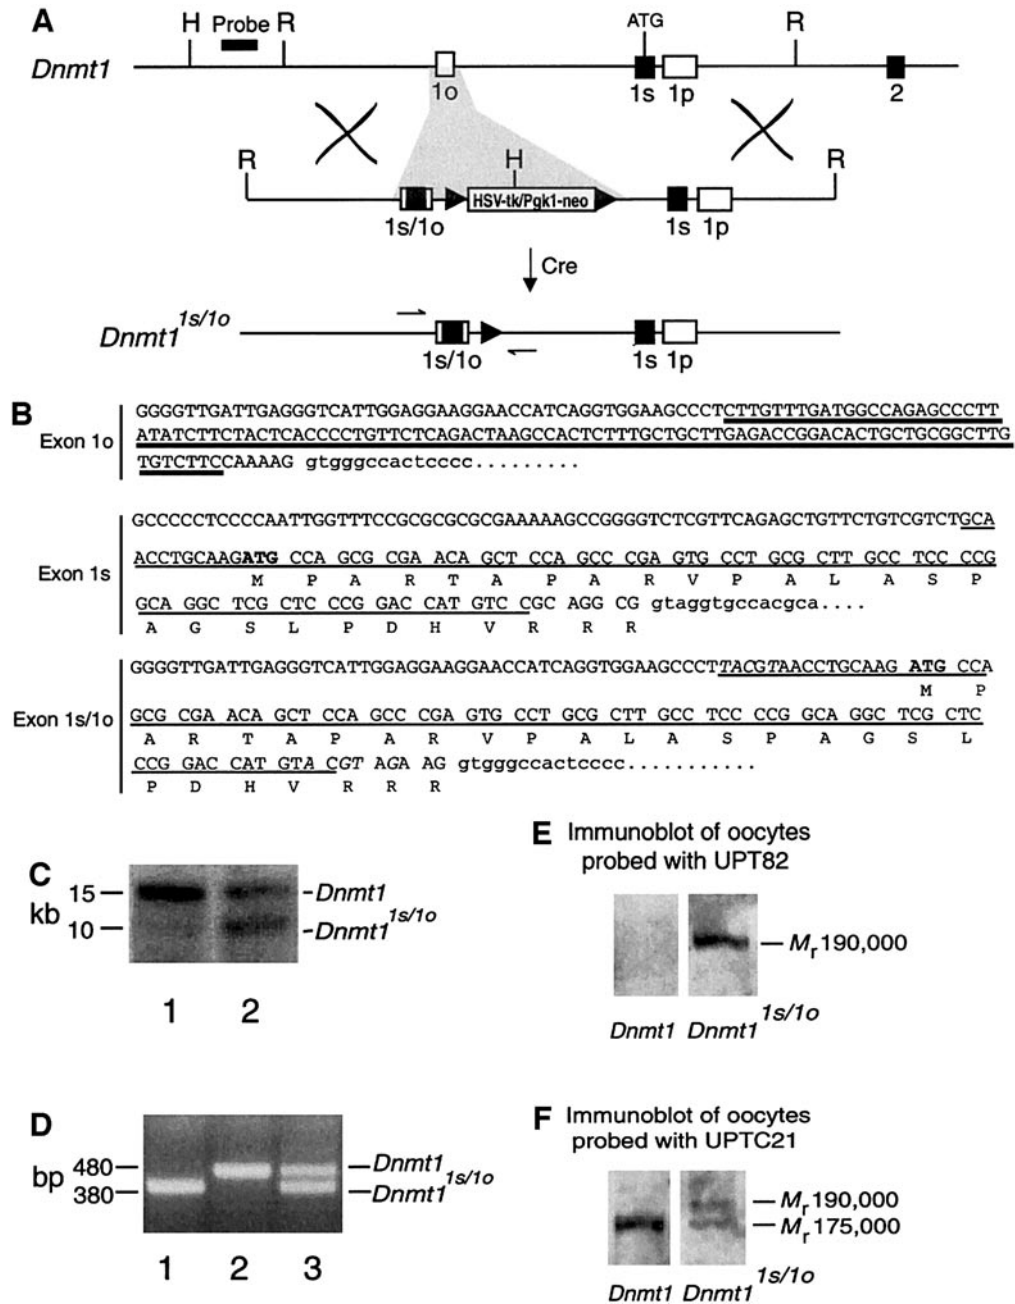 A
H Probe R ATG R
Dnmt1
1o 1s 1p 2
R H R
HSV-tk/Pgk1-neo
1s/1o 1s 1p
Cre
Dnmt1 1s/1o
1s/1o 1s 1p
B
Exon 1o
GGGGTTGATTGAGGGTCATTGGAGGAAGGAACCATCAGGTGGAAGCCCTCTTGTTTGATGGCCAGAGCCCTT
ATATCTTCTACTCACCCCTGTTCTCAGACTAAGCCACTCTTTGCTGCTTGAGACCGGACACTGCTGCGGCTTG
TGTCTTCCAAAAG gtgggccactcccc.........
Exon 1s
GCCCCCTCCCCAATTGGTTTCCGCGCGCGCGAAAAAGCCGGGGTCTCGTTCAGAGCTGTTCTGTCGTCTGCA
ACCTGCAAGATG CCA GCG CGA ACA GCT CCA GCC CGA GTG CCT GCG CTT GCC TCC CCG
M P A R T A P A R V P A L A S P
GCA GGC TCG CTC CCG GAC CAT GTC CGC AGG CG gtaggtgccacgca....
A G S L P D H V R R R
Exon 1s/1o
GGGGTTGATTGAGGGTCATTGGAGGAAGGAACCATCAGGTGGAAGCCCTTACGTAACCTGCAAG ATG CCA
M P
GCG CGA ACA GCT CCA GCC CGA GTG CCT GCG CTT GCC TCC CCG GCA GGC TCG CTC
A R T A P A R V P A L A S P A G S L
CCG GAC CAT GTAC GT AGA AG gtgggccactcccc...........
P D H V R R R
C
kb
15
10
Dnmt1
Dnmt1 1s/1o
1 2
D
bp
480
380
Dnmt1
Dnmt1 1s/1o
1 2 3
E Immunoblot of oocytes
probed with UPT82
Mr 190,000
Dnmt1 Dnmt1 1s/1o
F Immunoblot of oocytes
probed with UPTC21
Mr 190,000
Mr 175,000
Dnmt1 Dnmt1 1s/1o